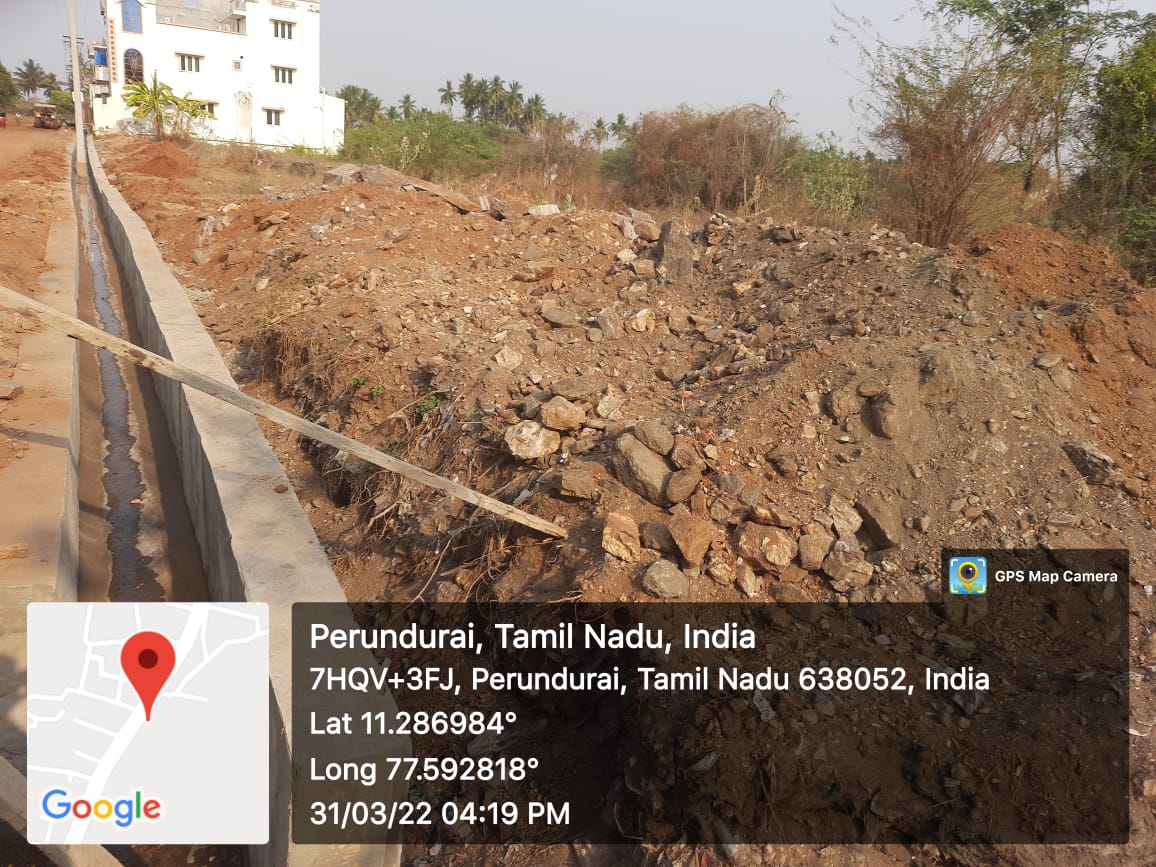 GPS Map Camera
Perundurai, Tamil Nadu, India
7HQV+3FJ, Perundurai, Tamil Nadu 638052, India
Lat 11.286984°
Long 77.592818°
31/03/22 04:19 PM
Google